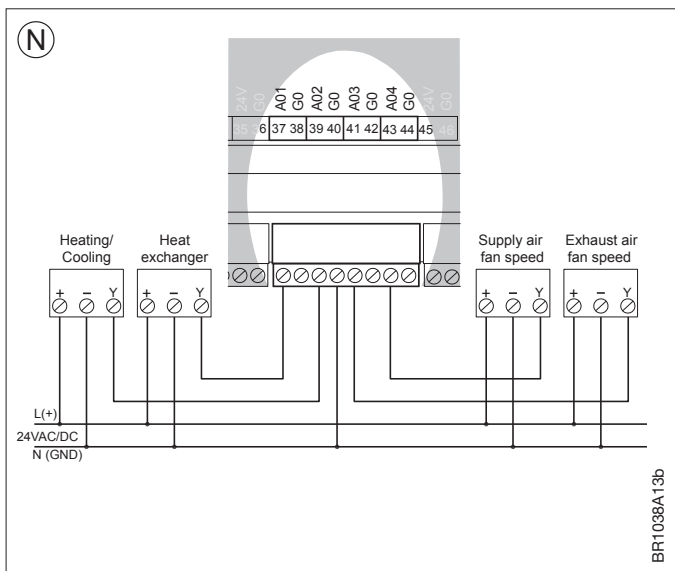 N
24V G0 A01 G0 A02 G0 A03 G0 A04 G0 24V G0
35 36 37 38 39 40 41 42 43 44 45 46
Heating/
Cooling
Heat
exchanger
Supply air
fan speed
Exhaust air
fan speed
+ − Y
+ − Y
+ − Y
+ − Y
L(+)
24VAC/DC
N (GND)
BR1038A13b